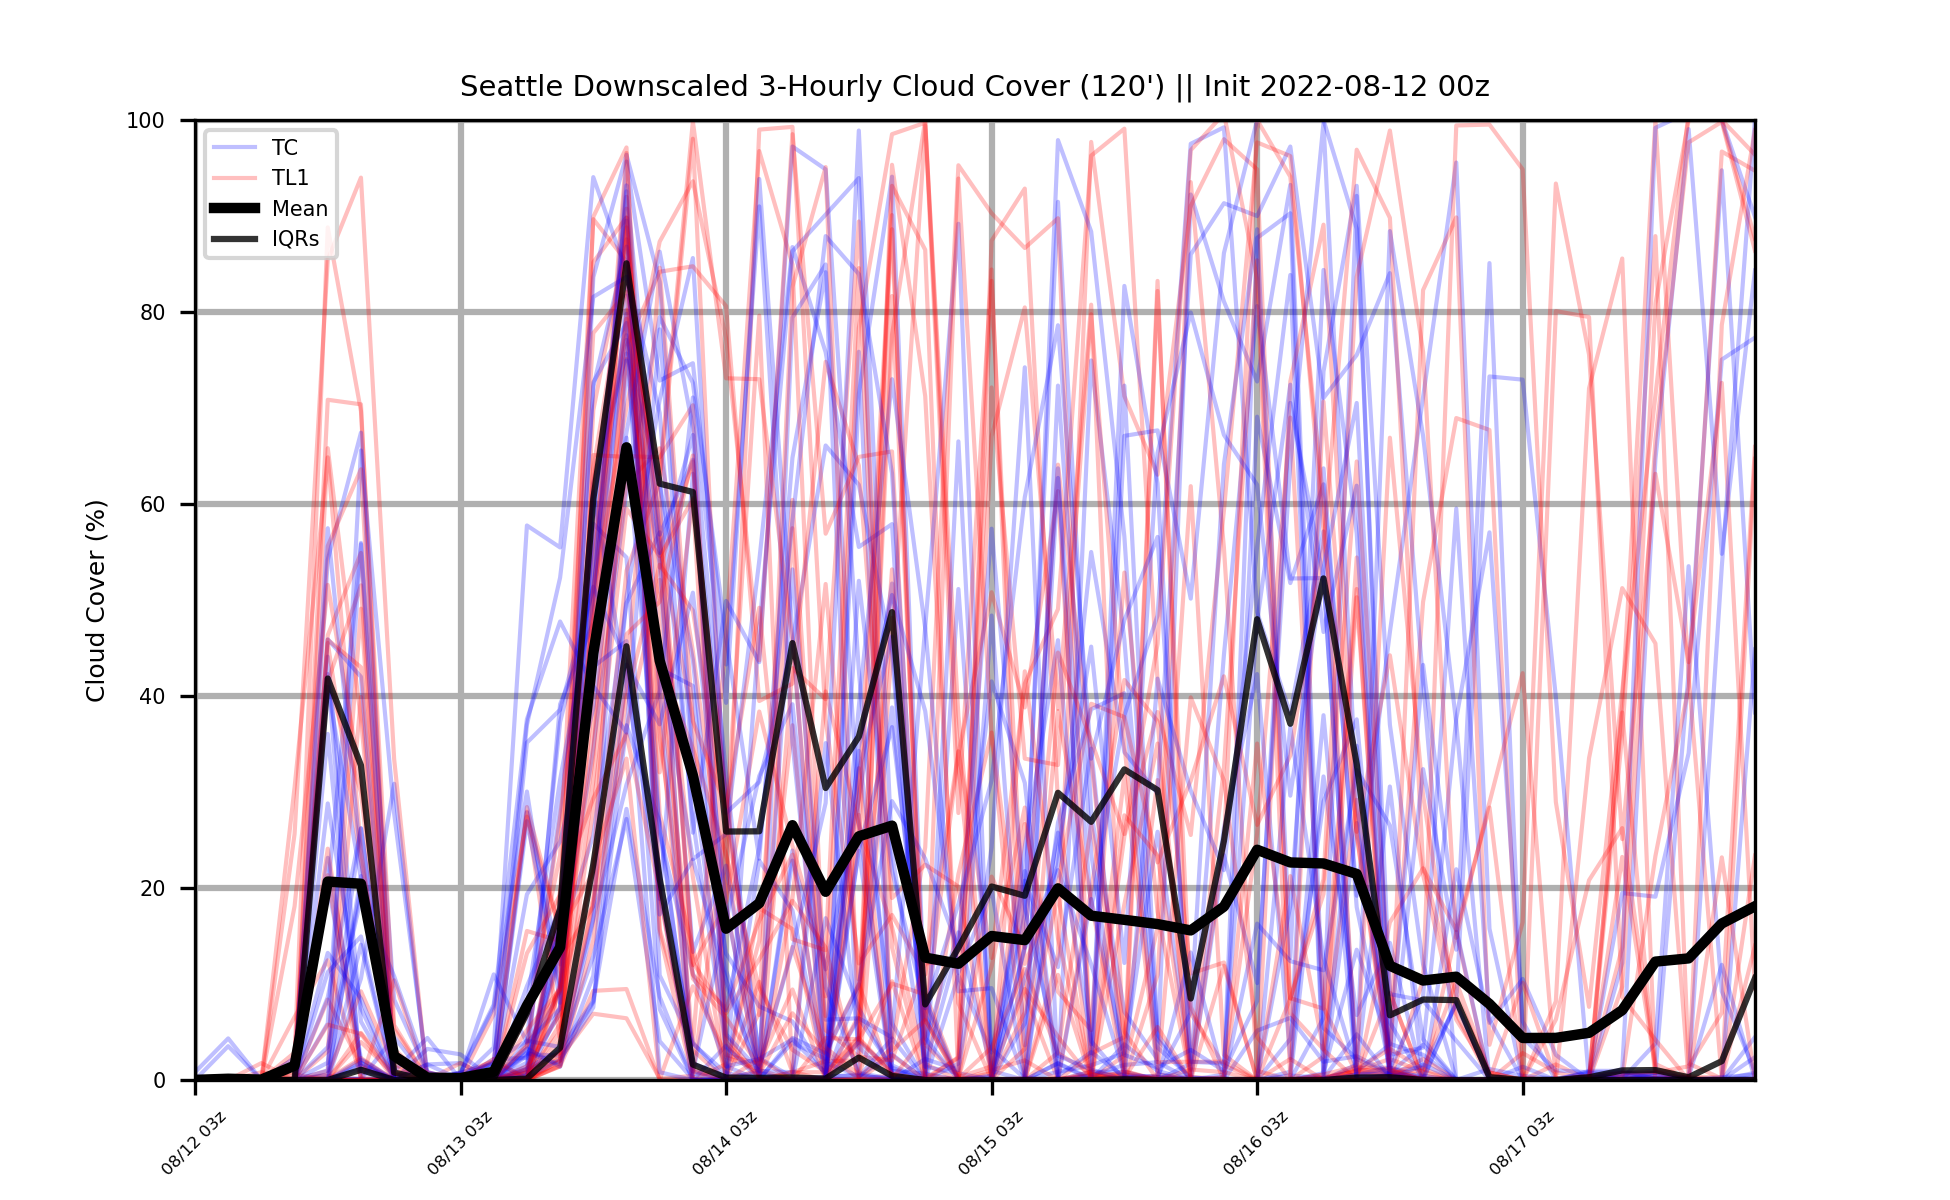 Seattle Downscaled 3-Hourly Cloud Cover (120') || Init 2022-08-12 00z
Cloud Cover (%)
100
80
60
40
20
0
TC
TL1
Mean
IQRs
08/12 03z
08/13 03z
08/14 03z
08/15 03z
08/16 03z
08/17 03z